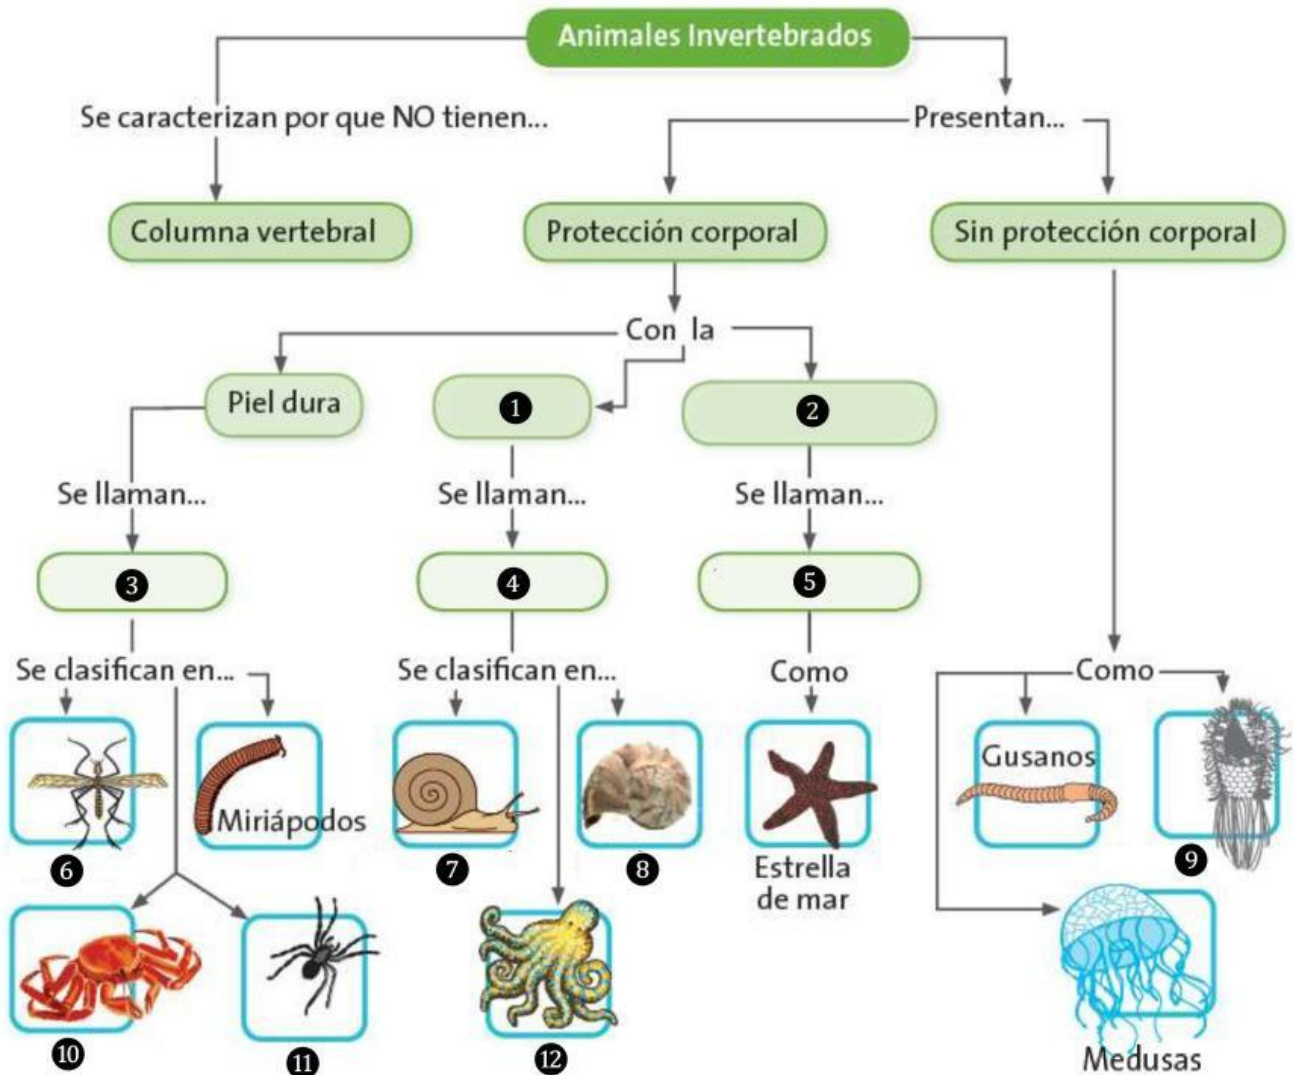 Animales Invertebrados
Se caracterizan por que NO tienen...
Presentan...
Columna vertebral
Protección corporal
Sin protección corporal
Con la
Piel dura
1
2
Se llaman...
Se llaman...
Se llaman...
3
4
5
Se clasifican en...
Se clasifican en...
Como
Como
Miriápodos
Gusanos
6
7
8
Estrella
de mar
9
10
11
12
Medusas